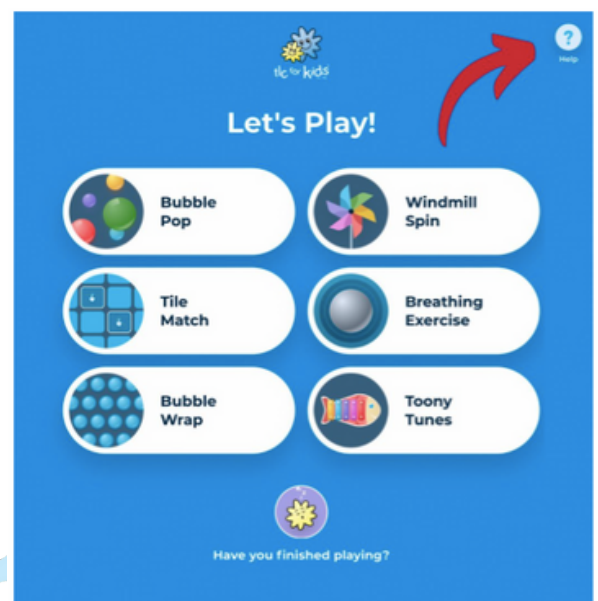 tlc for kids
?
Help
Let's Play!
Bubble
Pop
Windmill
Spin
Tile
Match
Breathing
Exercise
Bubble
Wrap
Toony
Tunes
Have you finished playing?